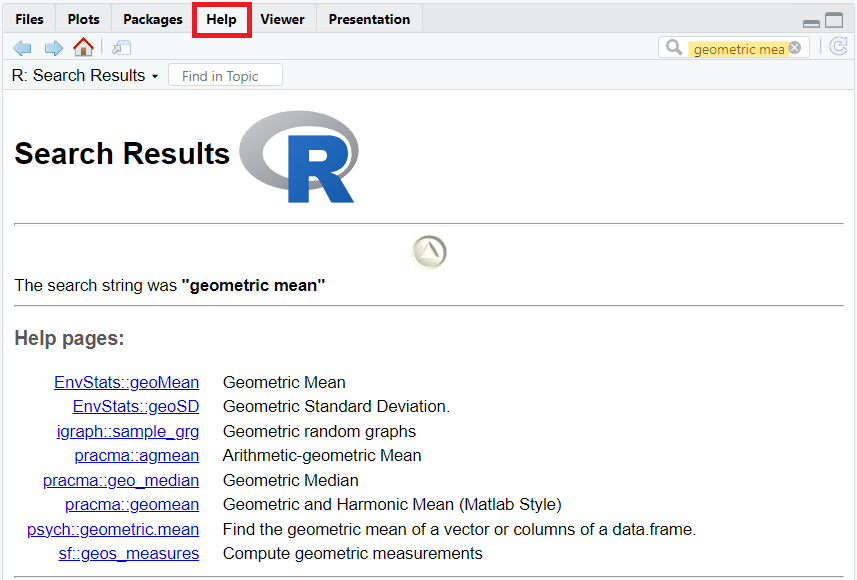 Files Plots Packages Help Viewer Presentation
geometric mea
R: Search Results Find in Topic
Search Results R
The search string was "geometric mean"
Help pages:
EnvStats::geoMean Geometric Mean
EnvStats::geoSD Geometric Standard Deviation.
igraph::sample_grg Geometric random graphs
pracma::agmean Arithmetic-geometric Mean
pracma::geo_median Geometric Median
pracma::geomean Geometric and Harmonic Mean (Matlab Style)
psych::geometric.mean Find the geometric mean of a vector or columns of a data.frame.
sf::geos_measures Compute geometric measurements